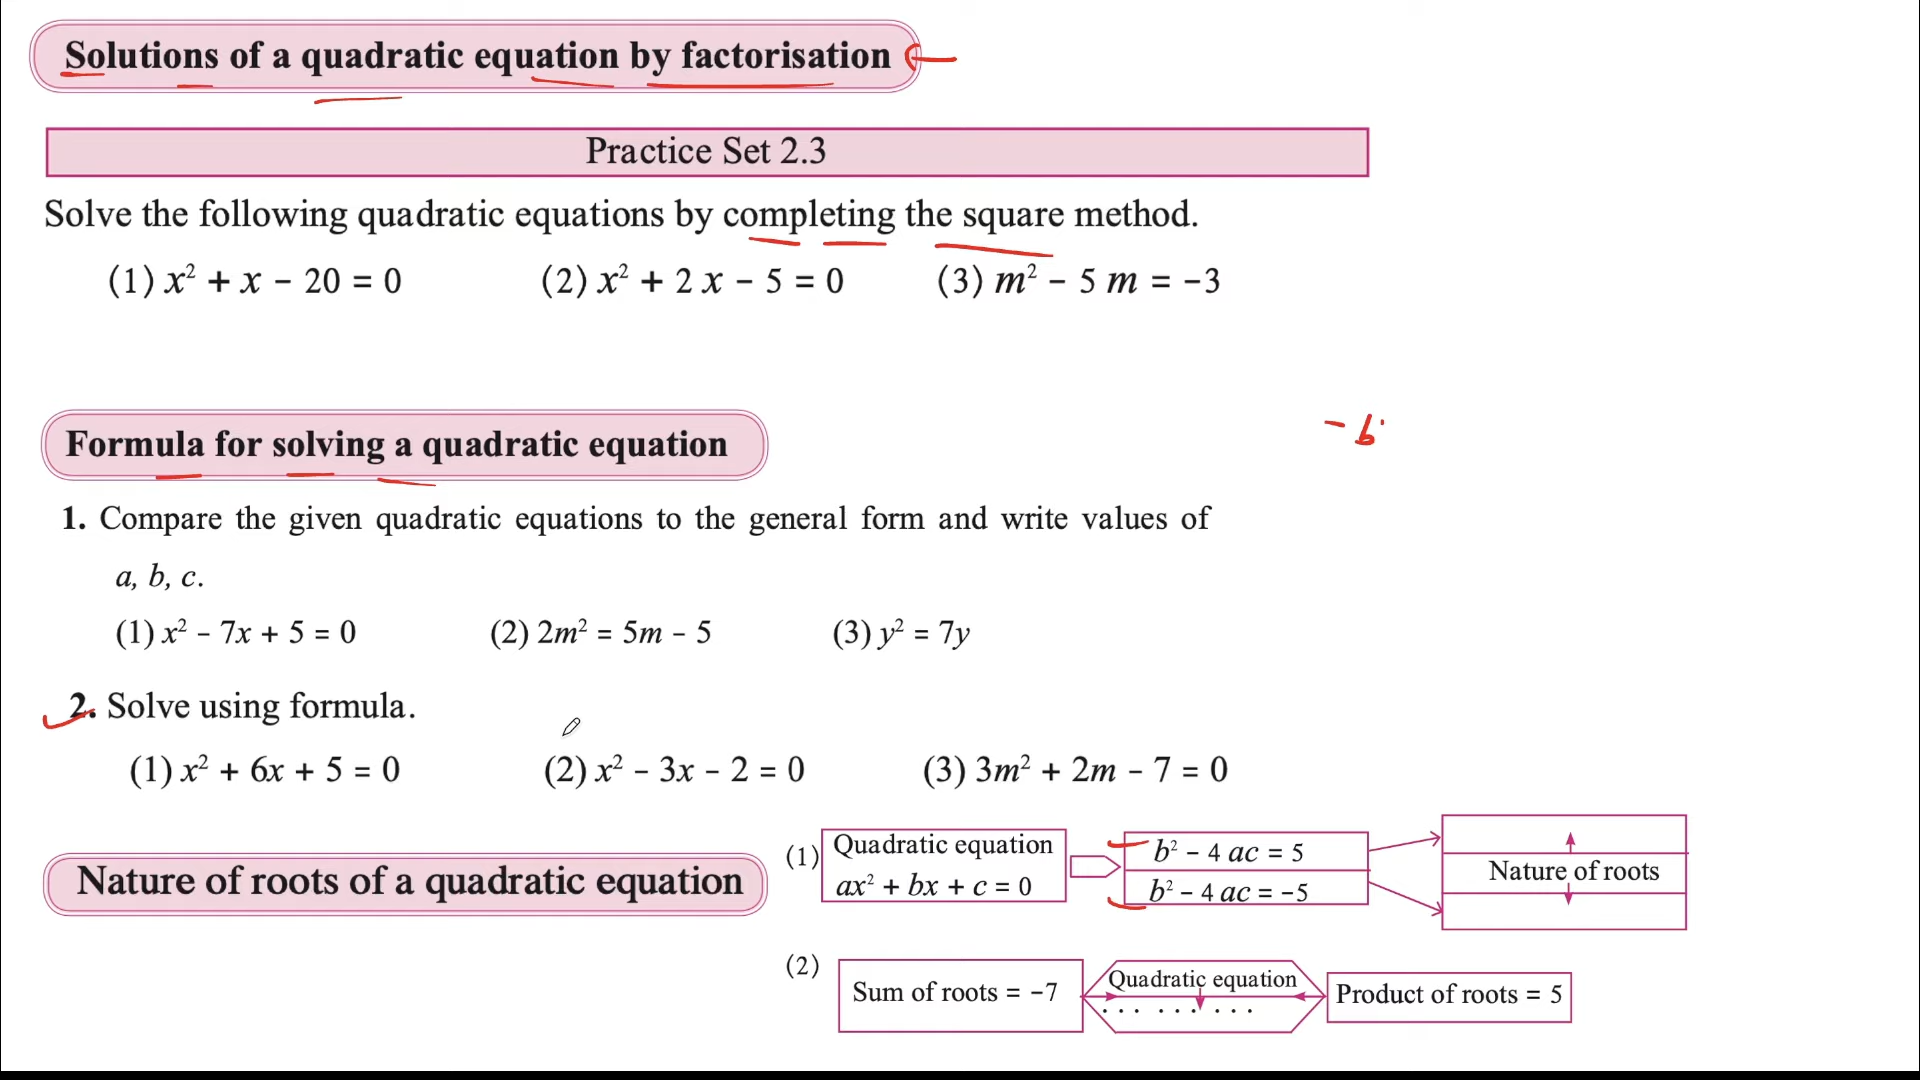 Solutions of a quadratic equation by factorisation
Practice Set 2.3
Solve the following quadratic equations by completing the square method.
(1) x² + x − 20 = 0 (2) x² + 2 x − 5 = 0 (3) m² − 5 m = −3
− b
Formula for solving a quadratic equation
1. Compare the given quadratic equations to the general form and write values of
a, b, c.
(1) x² − 7x + 5 = 0 (2) 2m² = 5m − 5 (3) y² = 7y
2. Solve using formula.
(1) x² + 6x + 5 = 0 (2) x² − 3x − 2 = 0 (3) 3m² + 2m − 7 = 0
Nature of roots of a quadratic equation
(1) Quadratic equation
ax² + bx + c = 0
b² − 4 ac = 5
b² − 4 ac = −5
Nature of roots
(2) Sum of roots = −7
Quadratic equation
. . . . . . . . .
Product of roots = 5